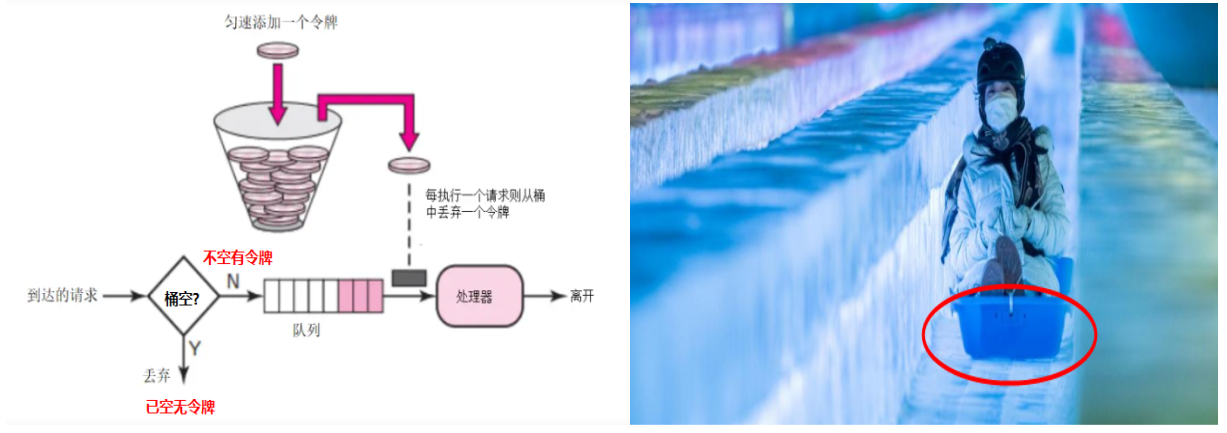 匀速添加一个令牌
每执行一个请求则从桶
中丢弃一个令牌
不空有令牌
到达的请求
桶空?
N
队列
处理器
离开
Y
丢弃
已空无令牌